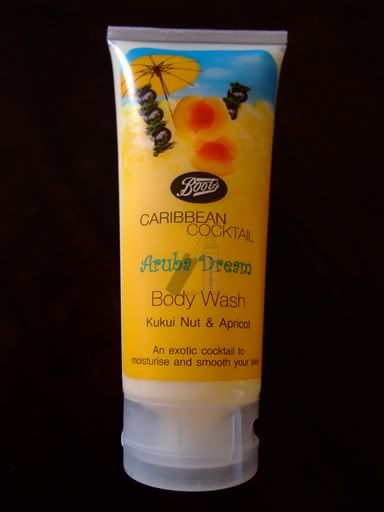 Boots
CARIBBEAN
COCKTAIL
Aruba Dream
Body Wash
Kukui Nut & Apricot
An exotic cocktail to
moisturise and smooth your skin